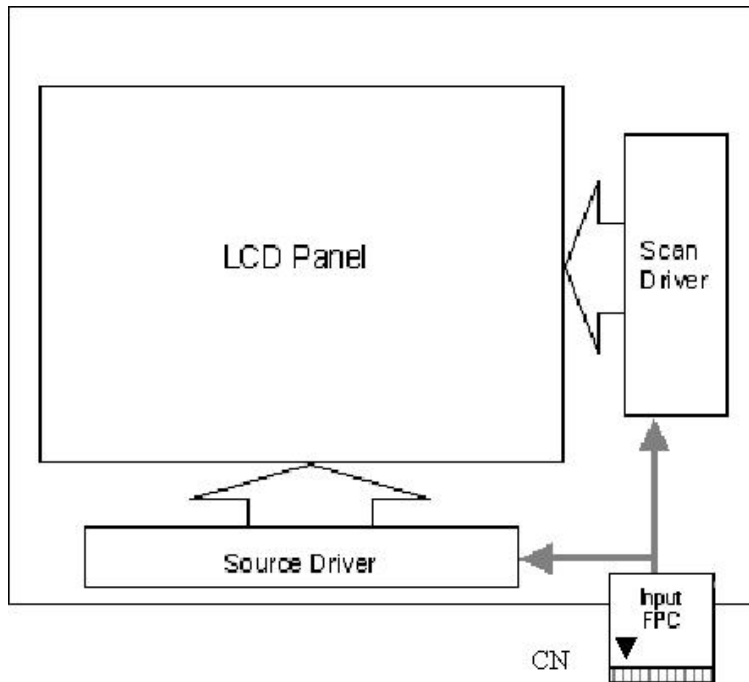 LCD Panel
Scan
Driver
Source Driver
Input
FPC
CN